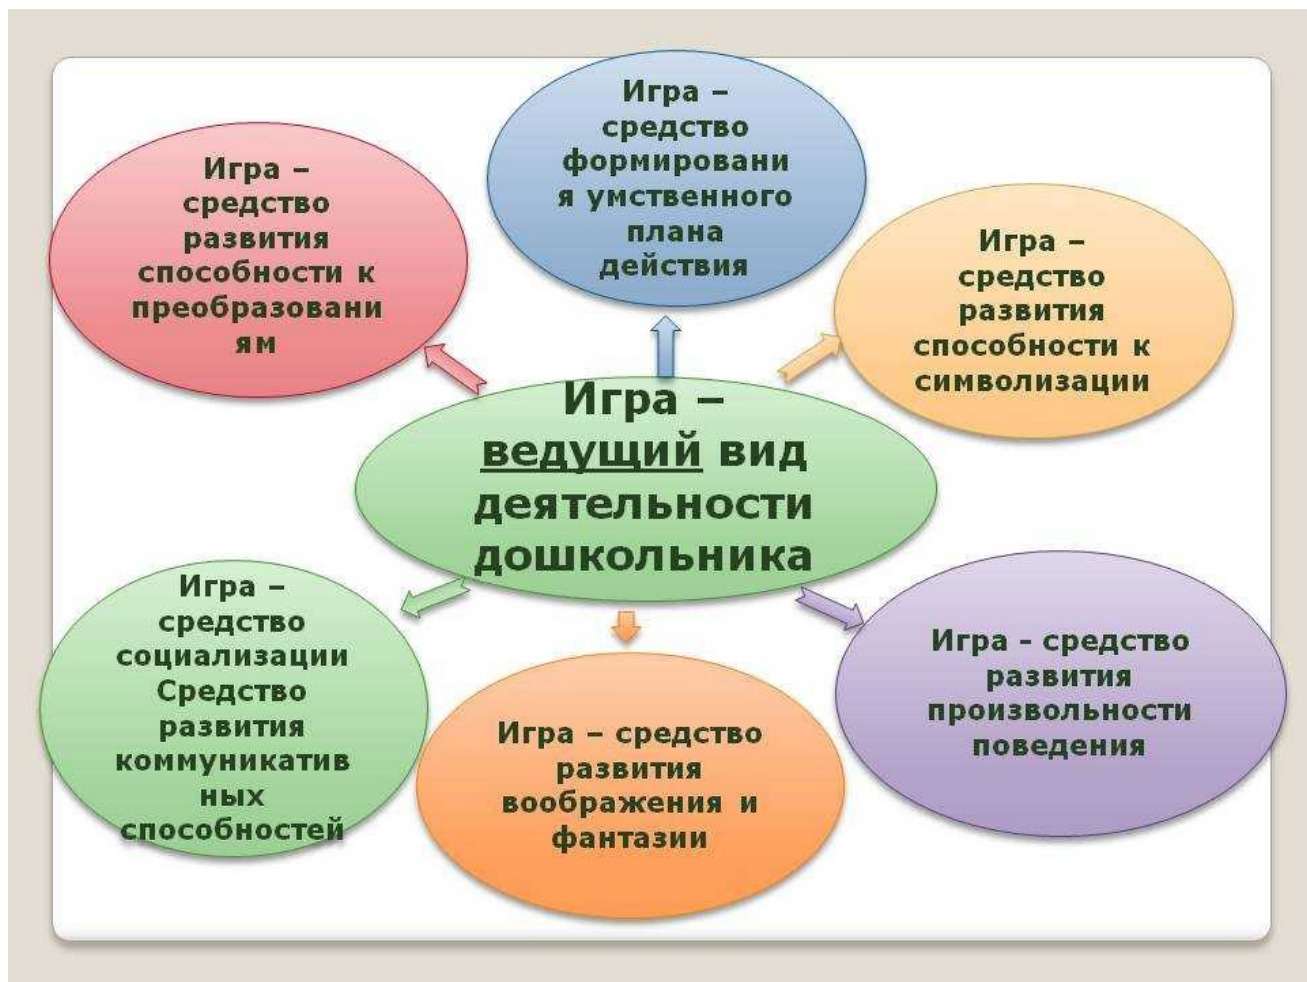 Игра –
средство
формировани
я умственного
плана
действия
Игра –
средство
развития
способности к
преобразовани
ям
Игра –
средство
развития
способности к
символизации
Игра –
ведущий вид
деятельности
дошкольника
Игра –
средство
социализации
Средство
развития
коммуникатив
ных
способностей
Игра – средство
развития
воображения и
фантазии
Игра - средство
развития
произвольности
поведения